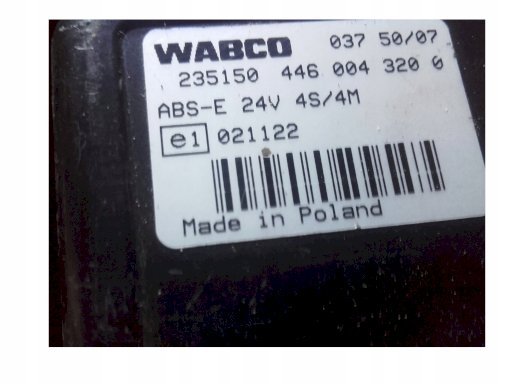 WABCO 037 50/07
235150 446 004 320 0
ABS-E 24V 4S/4M
e1 021122
Made in Poland